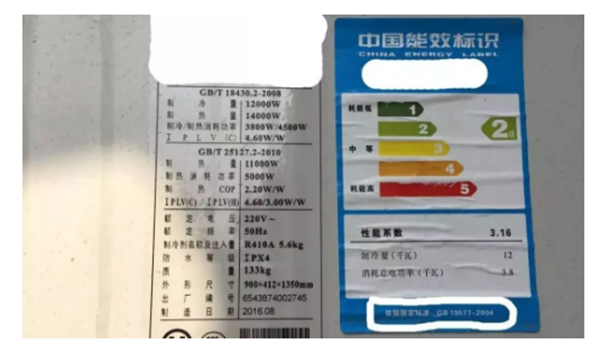 GB/T 18430.2-2008
制 冷 量 12000W
制 热 量 14000W
制冷/制热消耗功率 3800W/4500W
I P L V (C) 4.60W/W
GB/T 25127.2-2010
制 热 量 11000W
制 热 消 耗 功 率 5000W
制 热 COP 2.20W/W
IPLV(C)/IPLV(H) 4.60/3.00W/W
额 定 电 压 220V~
额 定 频 率 50Hz
制冷剂名称及注入量 R410A 5.6kg
防 水 等 级 IPX4
质 量 133kg
外 形 尺 寸 980×412×1350mm
出 厂 编 号 6543874002745
制 造 日 期 2016.08
中国能效标识
CHINA ENERGY LABEL
耗能低
1
2
中 等
3
4
耗能高
5
2级
性能系数 3.16
制冷量(千瓦) 12
消耗总电功率(千瓦) 3.8
依据国家标准: GB 19577-2004